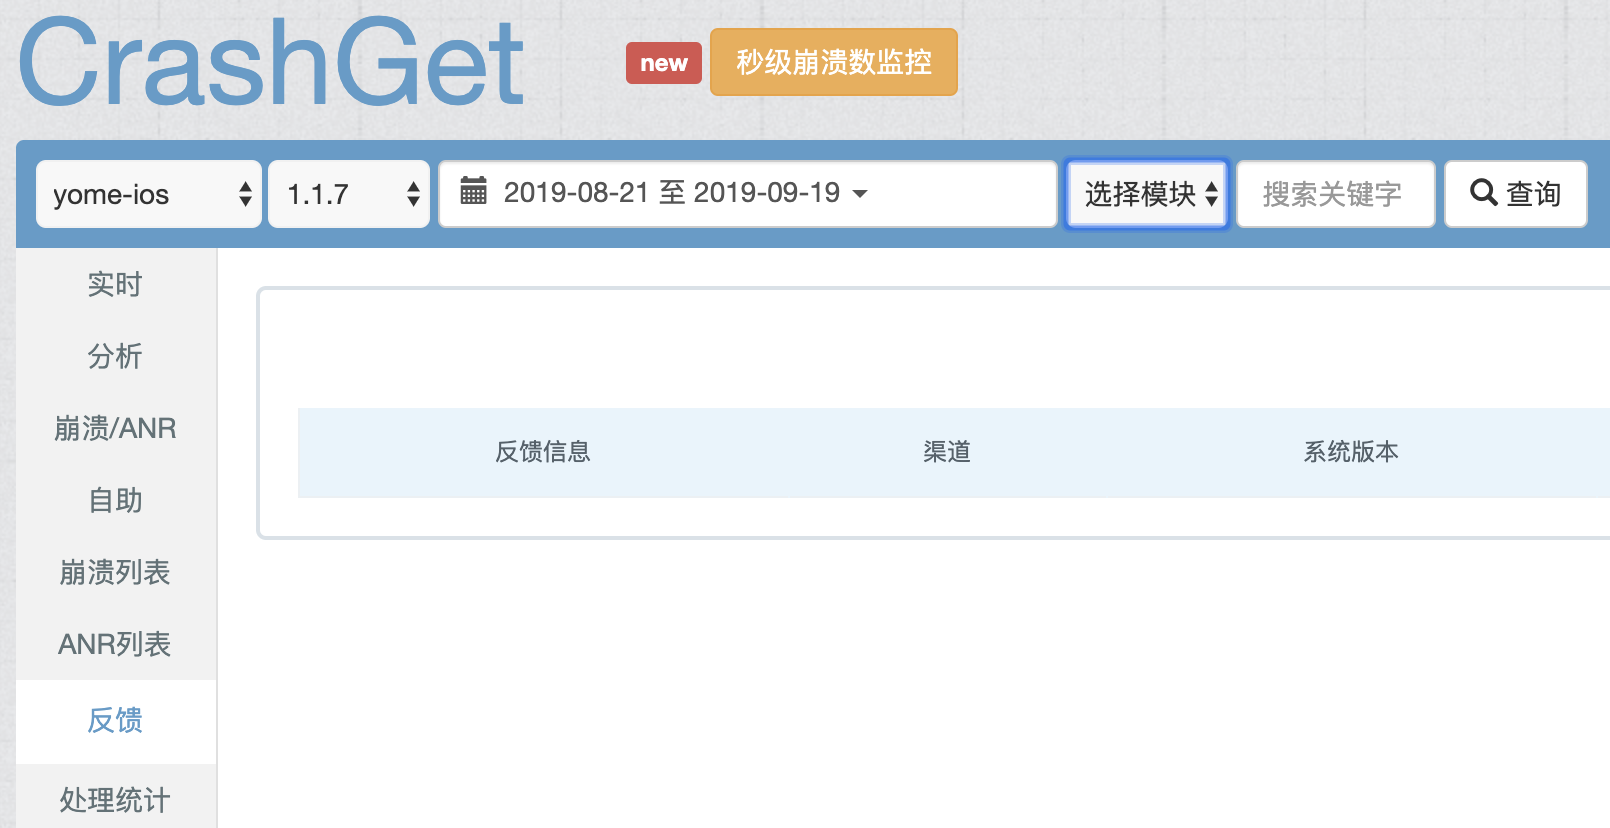 CrashGet
new 秒级崩溃数监控
yome-ios 1.1.7 2019-08-21 至 2019-09-19 选择模块 搜索关键字 查询
实时
分析
崩溃/ANR
自助
崩溃列表
ANR列表
反馈
处理统计
反馈信息 渠道 系统版本